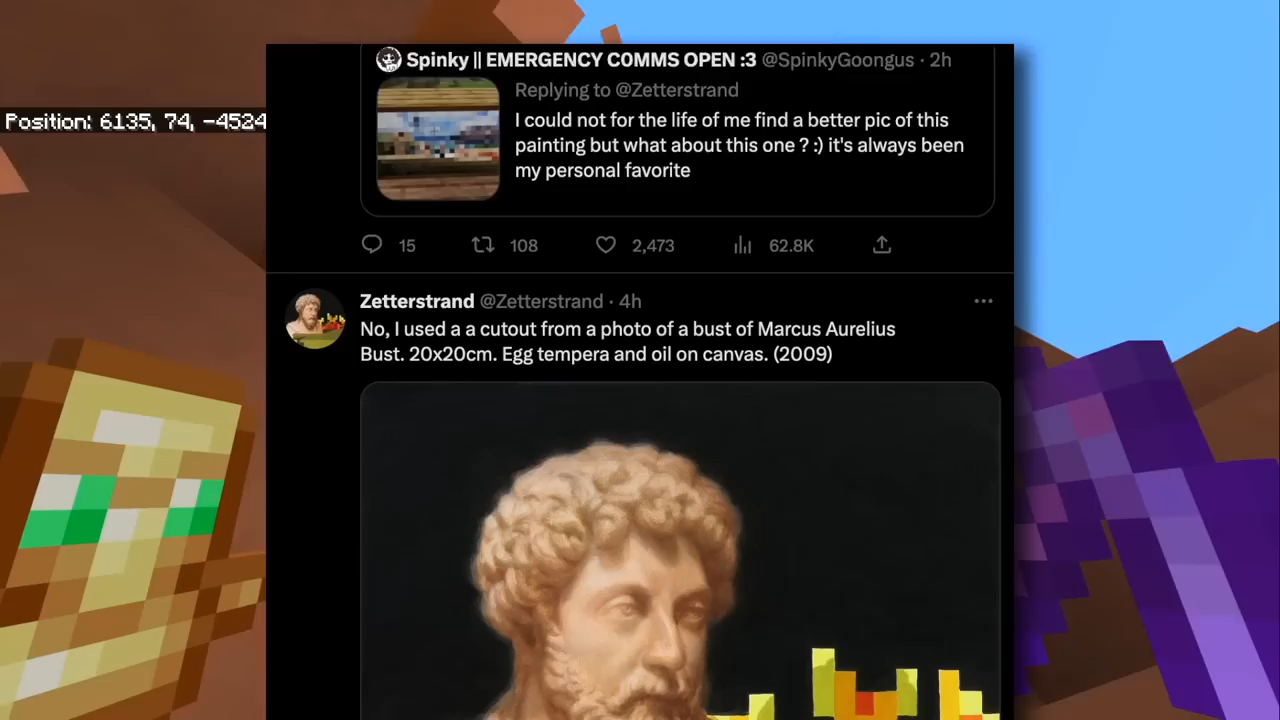 Spinky || EMERGENCY C0MMS OPEN :3 @SpinkyGoongus · 2h
Replying to @Zetterstrand
I could not for the life of me find a better pic of this
painting but what about this one ? :) it's always been
my personal favorite
Position: 6135, 74, -4524
15 108 2,473 62.8K
Zetterstrand @Zetterstrand · 4h
No, I used a a cutout from a photo of a bust of Marcus Aurelius
Bust. 20x20cm. Egg tempera and oil on canvas. (2009)